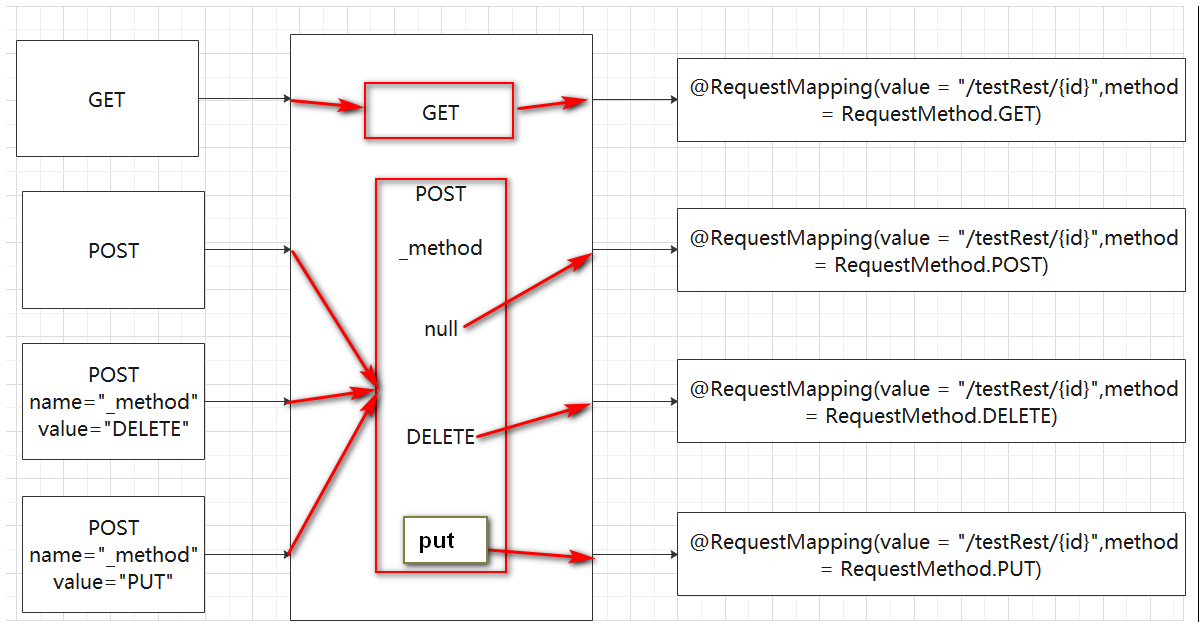 GET
POST
POST
name="_method"
value="DELETE"
POST
name="_method"
value="PUT"
GET
POST
_method
null
DELETE
put
@RequestMapping(value = "/testRest/{id}",method
= RequestMethod.GET)
@RequestMapping(value = "/testRest/{id}",method
= RequestMethod.POST)
@RequestMapping(value = "/testRest/{id}",method
= RequestMethod.DELETE)
@RequestMapping(value = "/testRest/{id}",method
= RequestMethod.PUT)